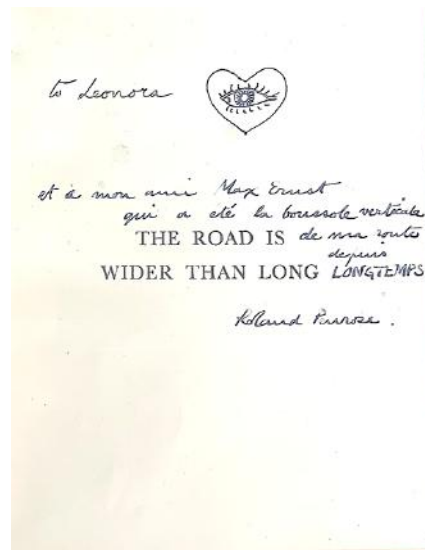 to Leonora
et à mon ami Max Ernst
qui a été la boussole verticale
THE ROAD IS de ma route
depuis
WIDER THAN LONG LONGTEMPS
Roland Penrose.